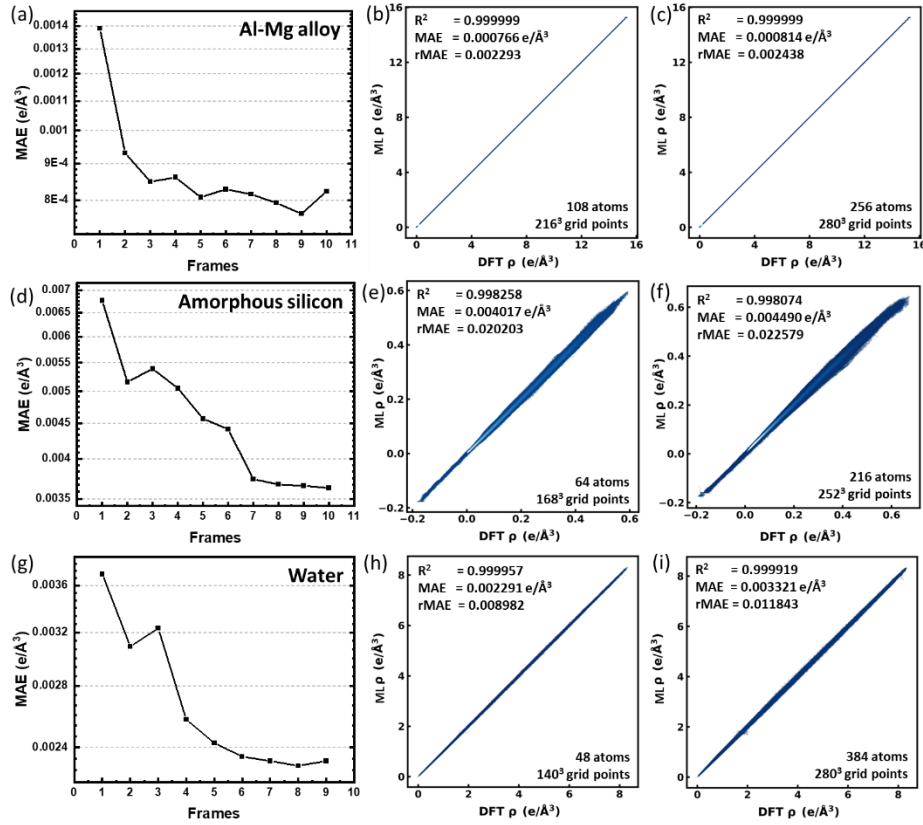 (a)
Al-Mg alloy
MAE (e/Å³)
0.0014
0.0014
0.0013
0.0011
0.001
9E-4
8E-4
0 1 2 3 4 5 6 7 8 9 10 11
Frames
(b)
R² = 0.999999
MAE = 0.000766 e/Å³
rMAE = 0.002293
ML ρ (e/Å³)
16
12
8
4
0
0 4 8 12 16
DFT ρ (e/Å³)
108 atoms
216³ grid points
(c)
R² = 0.999999
MAE = 0.000814 e/Å³
rMAE = 0.002438
ML ρ (e/Å³)
16
12
8
4
0
0 4 8 12 16
DFT ρ (e/Å³)
256 atoms
280³ grid points
(d)
Amorphous silicon
MAE (e/Å³)
0.007
0.0065
0.006
0.0055
0.005
0.0045
0.004
0.0035
0 1 2 3 4 5 6 7 8 9 10 11
Frames
(e)
R² = 0.998258
MAE = 0.004017 e/Å³
rMAE = 0.020203
ML ρ (e/Å³)
0.6
0.4
0.2
0.0
−0.2
−0.2 0.0 0.2 0.4 0.6
DFT ρ (e/Å³)
64 atoms
168³ grid points
(f)
R² = 0.998074
MAE = 0.004490 e/Å³
rMAE = 0.022579
ML ρ (e/Å³)
0.6
0.4
0.2
0.0
−0.2
−0.2 0.0 0.2 0.4 0.6
DFT ρ (e/Å³)
216 atoms
252³ grid points
(g)
Water
MAE (e/Å³)
0.0036
0.0032
0.0028
0.0024
0 1 2 3 4 5 6 7 8 9 10
Frames
(h)
R² = 0.999957
MAE = 0.002291 e/Å³
rMAE = 0.008982
ML ρ (e/Å³)
8
6
4
2
0
0 2 4 6 8
DFT ρ (e/Å³)
48 atoms
140³ grid points
(i)
R² = 0.999919
MAE = 0.003321 e/Å³
rMAE = 0.011843
ML ρ (e/Å³)
8
6
4
2
0
0 2 4 6 8
DFT ρ (e/Å³)
384 atoms
280³ grid points